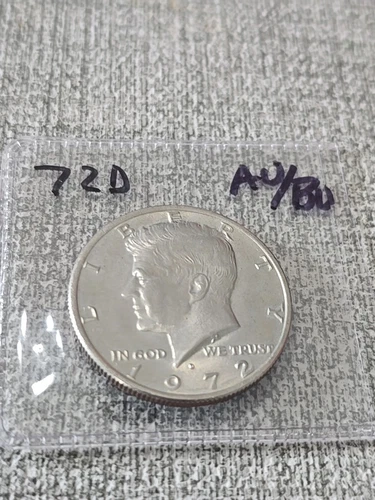 72D AU/BU
LIBERTY
IN GOD WE TRUST
D
1972